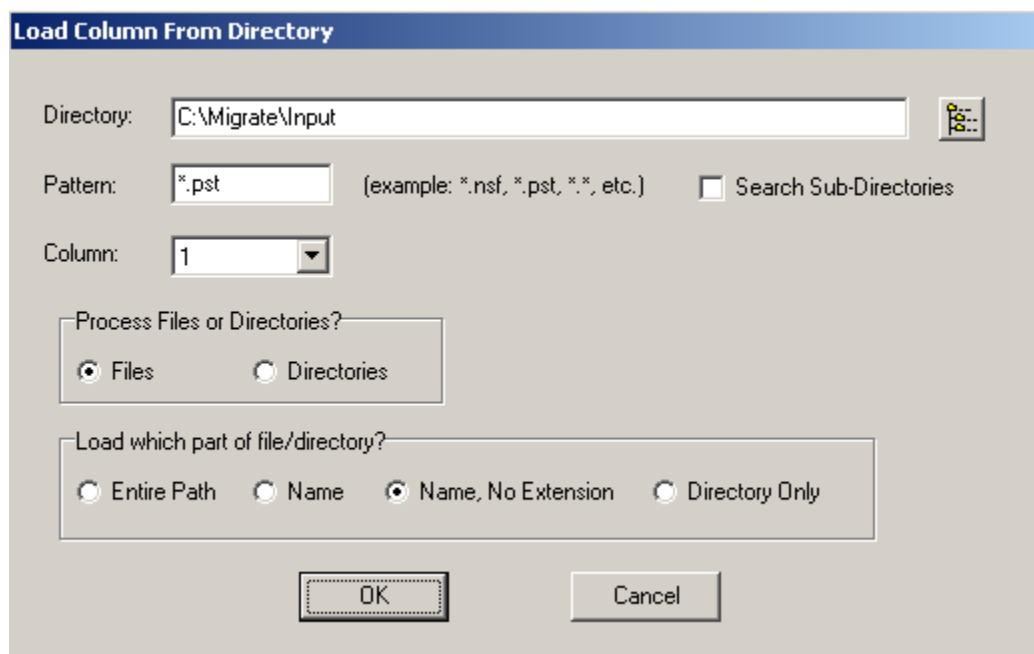 Load Column From Directory
Directory: C:\Migrate\Input
Pattern: *.pst (example: *.nsf, *.pst, *.*, etc.) Search Sub-Directories
Column: 1
Process Files or Directories?
Files Directories
Load which part of file/directory?
Entire Path Name Name, No Extension Directory Only
OK Cancel